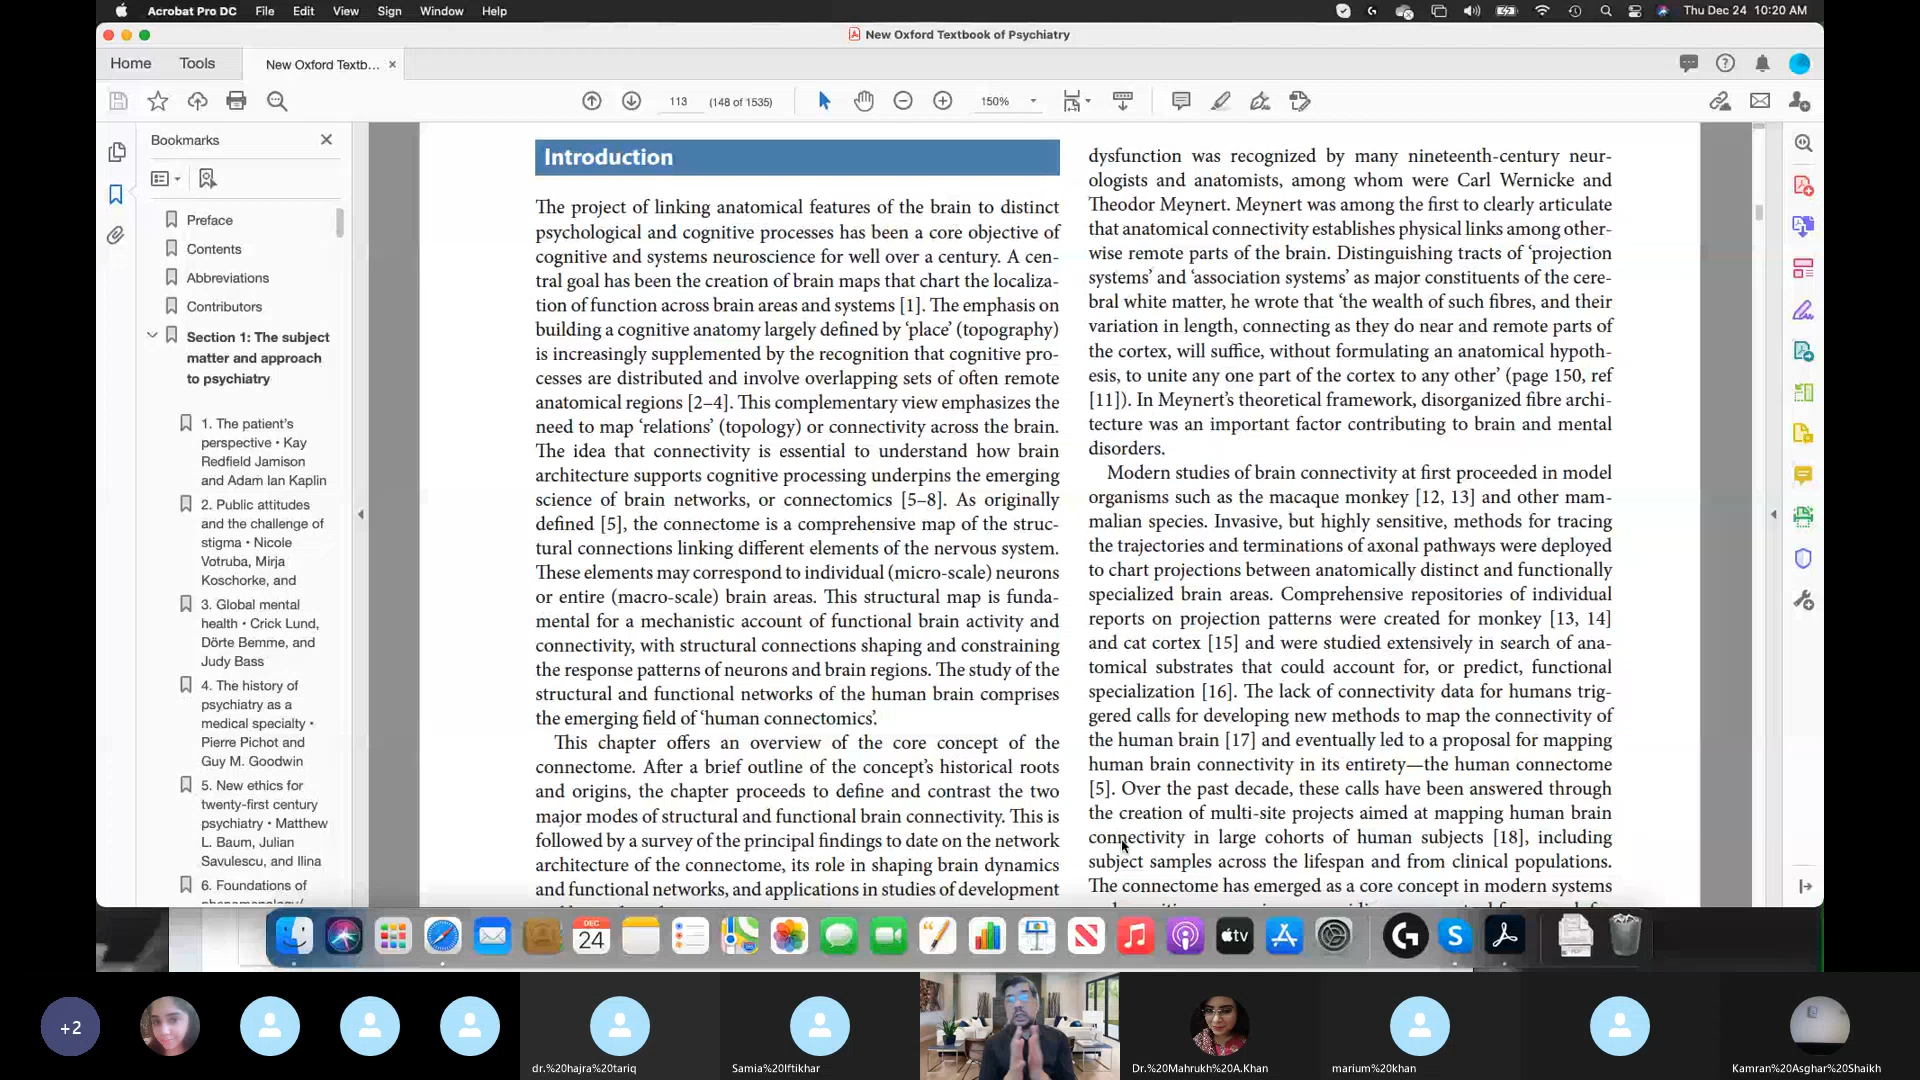 Acrobat Pro DC File Edit View Sign Window Help
Thu Dec 24 10:20 AM
New Oxford Textbook of Psychiatry
Home Tools New Oxford Textb... ×
113 (148 of 1535)
150%
Bookmarks
Preface
Contents
Abbreviations
Contributors
Section 1: The subject
matter and approach
to psychiatry
1. The patient's
perspective • Kay
Redfield Jamison
and Adam Ian Kaplin
2. Public attitudes
and the challenge of
stigma • Nicole
Votruba, Mirja
Koschorke, and
3. Global mental
health • Crick Lund,
Dörte Bemme, and
Judy Bass
4. The history of
psychiatry as a
medical specialty •
Pierre Pichot and
Guy M. Goodwin
5. New ethics for
twenty-first century
psychiatry • Matthew
L. Baum, Julian
Savulescu, and Ilina
6. Foundations of
Introduction
The project of linking anatomical features of the brain to distinct
psychological and cognitive processes has been a core objective of
cognitive and systems neuroscience for well over a century. A cen-
tral goal has been the creation of brain maps that chart the localiza-
tion of function across brain areas and systems [1]. The emphasis on
building a cognitive anatomy largely defined by ‘place’ (topography)
is increasingly supplemented by the recognition that cognitive pro-
cesses are distributed and involve overlapping sets of often remote
anatomical regions [2–4]. This complementary view emphasizes the
need to map ‘relations’ (topology) or connectivity across the brain.
The idea that connectivity is essential to understand how brain
architecture supports cognitive processing underpins the emerging
science of brain networks, or connectomics [5–8]. As originally
defined [5], the connectome is a comprehensive map of the struc-
tural connections linking different elements of the nervous system.
These elements may correspond to individual (micro-scale) neurons
or entire (macro-scale) brain areas. This structural map is funda-
mental for a mechanistic account of functional brain activity and
connectivity, with structural connections shaping and constraining
the response patterns of neurons and brain regions. The study of the
structural and functional networks of the human brain comprises
the emerging field of ‘human connectomics’.
This chapter offers an overview of the core concept of the
connectome. After a brief outline of the concept’s historical roots
and origins, the chapter proceeds to define and contrast the two
major modes of structural and functional brain connectivity. This is
followed by a survey of the principal findings to date on the network
architecture of the connectome, its role in shaping brain dynamics
and functional networks, and applications in studies of development
dysfunction was recognized by many nineteenth-century neur-
ologists and anatomists, among whom were Carl Wernicke and
Theodor Meynert. Meynert was among the first to clearly articulate
that anatomical connectivity establishes physical links among other-
wise remote parts of the brain. Distinguishing tracts of ‘projection
systems’ and ‘association systems’ as major constituents of the cere-
bral white matter, he wrote that ‘the wealth of such fibres, and their
variation in length, connecting as they do near and remote parts of
the cortex, will suffice, without formulating an anatomical hypoth-
esis, to unite any one part of the cortex to any other’ (page 150, ref
[11]). In Meynert’s theoretical framework, disorganized fibre archi-
tecture was an important factor contributing to brain and mental
disorders.
Modern studies of brain connectivity at first proceeded in model
organisms such as the macaque monkey [12, 13] and other mam-
malian species. Invasive, but highly sensitive, methods for tracing
the trajectories and terminations of axonal pathways were deployed
to chart projections between anatomically distinct and functionally
specialized brain areas. Comprehensive repositories of individual
reports on projection patterns were created for monkey [13, 14]
and cat cortex [15] and were studied extensively in search of ana-
tomical substrates that could account for, or predict, functional
specialization [16]. The lack of connectivity data for humans trig-
gered calls for developing new methods to map the connectivity of
the human brain [17] and eventually led to a proposal for mapping
human brain connectivity in its entirety—the human connectome
[5]. Over the past decade, these calls have been answered through
the creation of multi-site projects aimed at mapping human brain
connectivity in large cohorts of human subjects [18], including
subject samples across the lifespan and from clinical populations.
The connectome has emerged as a core concept in modern systems
DEC
24
tv
+2
dr.%20hajra%20tariq
Samia%20Iftikhar
Dr.%20Mahrukh%20A.Khan
marium%20khan
Kamran%20Asghar%20Shaikh